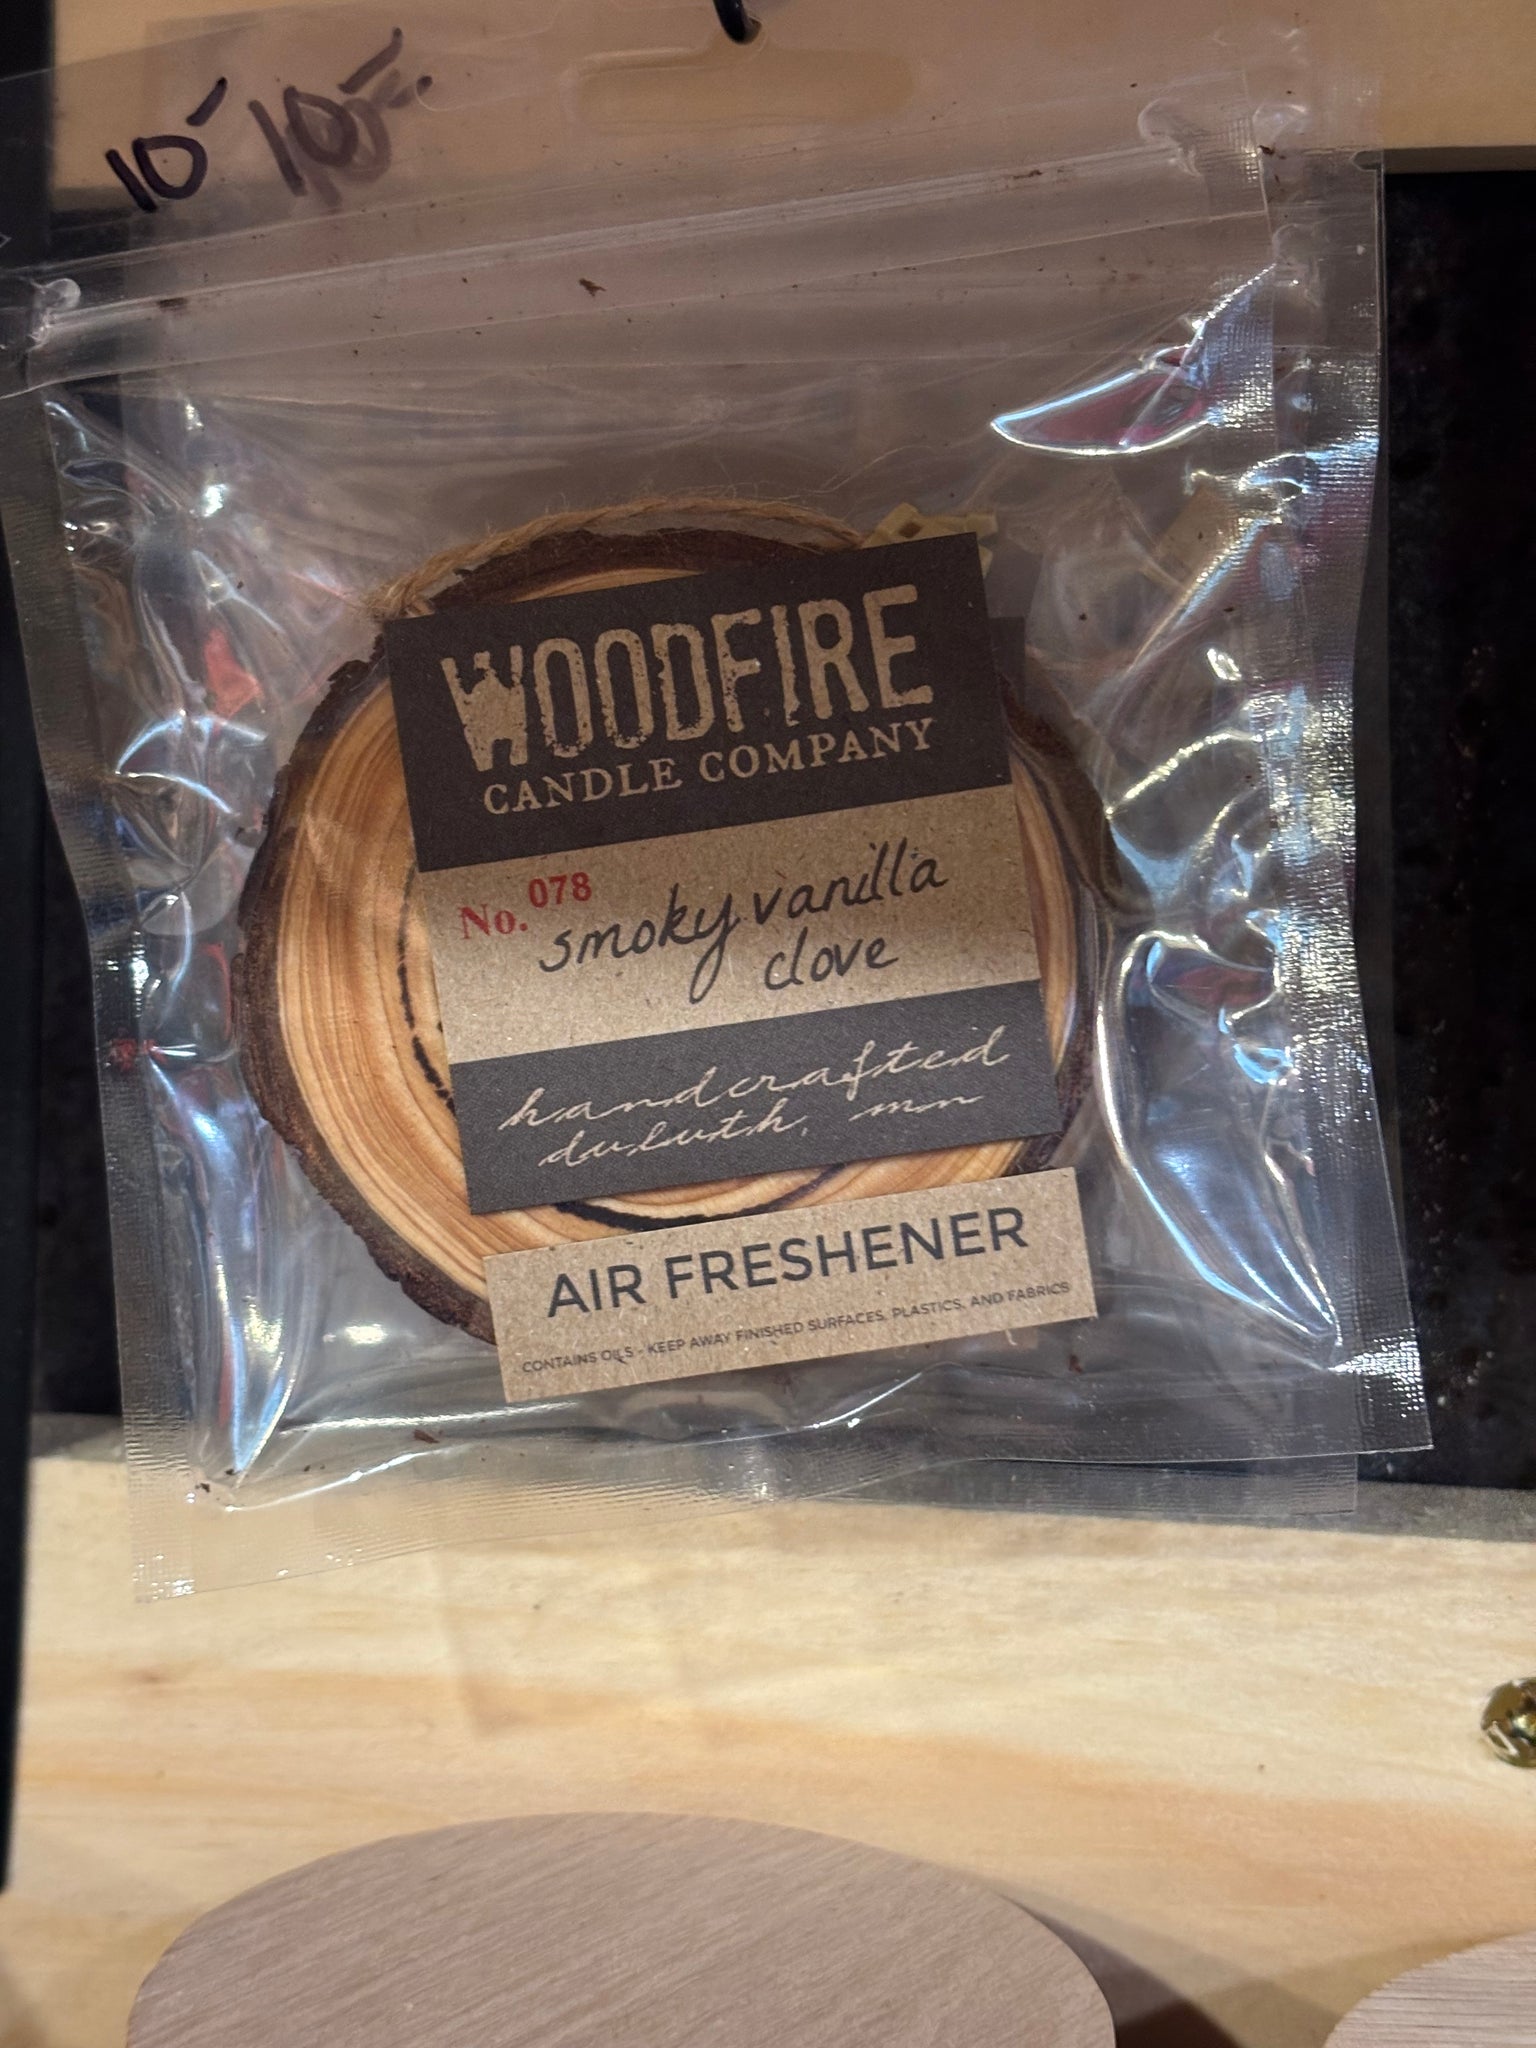 10-
10-
WOODFIRE
CANDLE COMPANY
No. 078
smoky vanilla
clove
handcrafted
duluth, mn
AIR FRESHENER
CONTAINS OILS - KEEP AWAY FINISHED SURFACES, PLASTICS, AND FABRICS